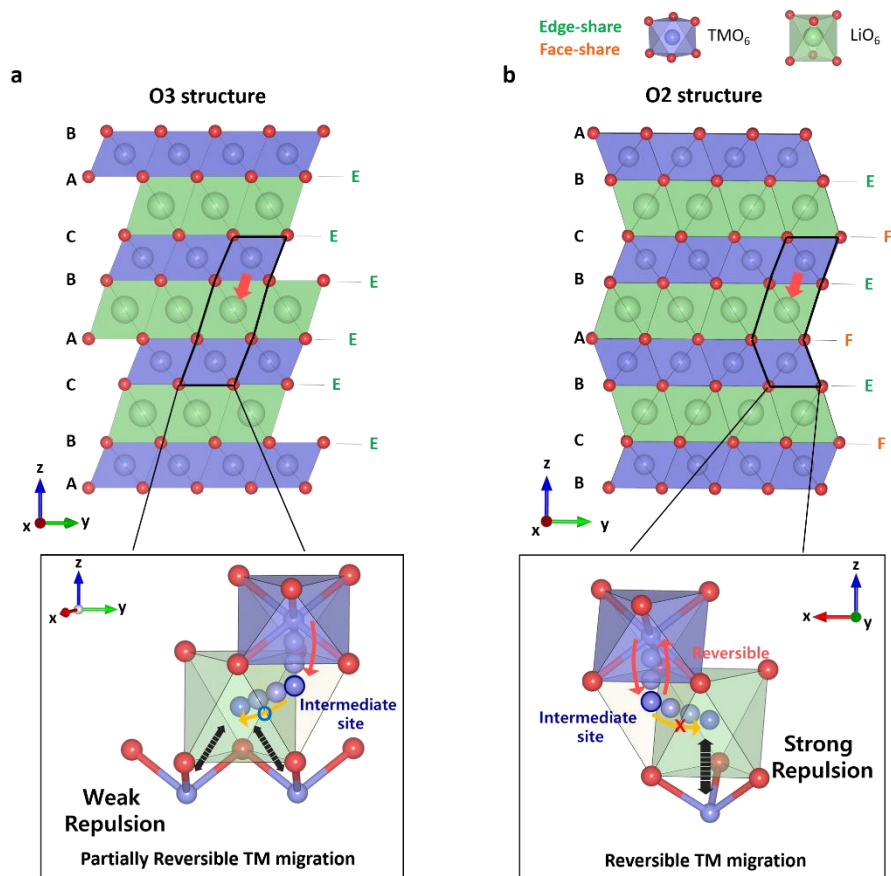 Edge-share
Face-share
TMO₆
LiO₆
a
O3 structure
B
A
E
C
E
B
E
A
E
C
E
B
E
A
z
x
y
z
x
y
Intermediate
site
O
Weak
Repulsion
Partially Reversible TM migration
b
O2 structure
A
B
E
C
F
B
E
A
F
B
E
C
F
B
z
x
y
z
x
y
Reversible
Intermediate
site
X
Strong
Repulsion
Reversible TM migration